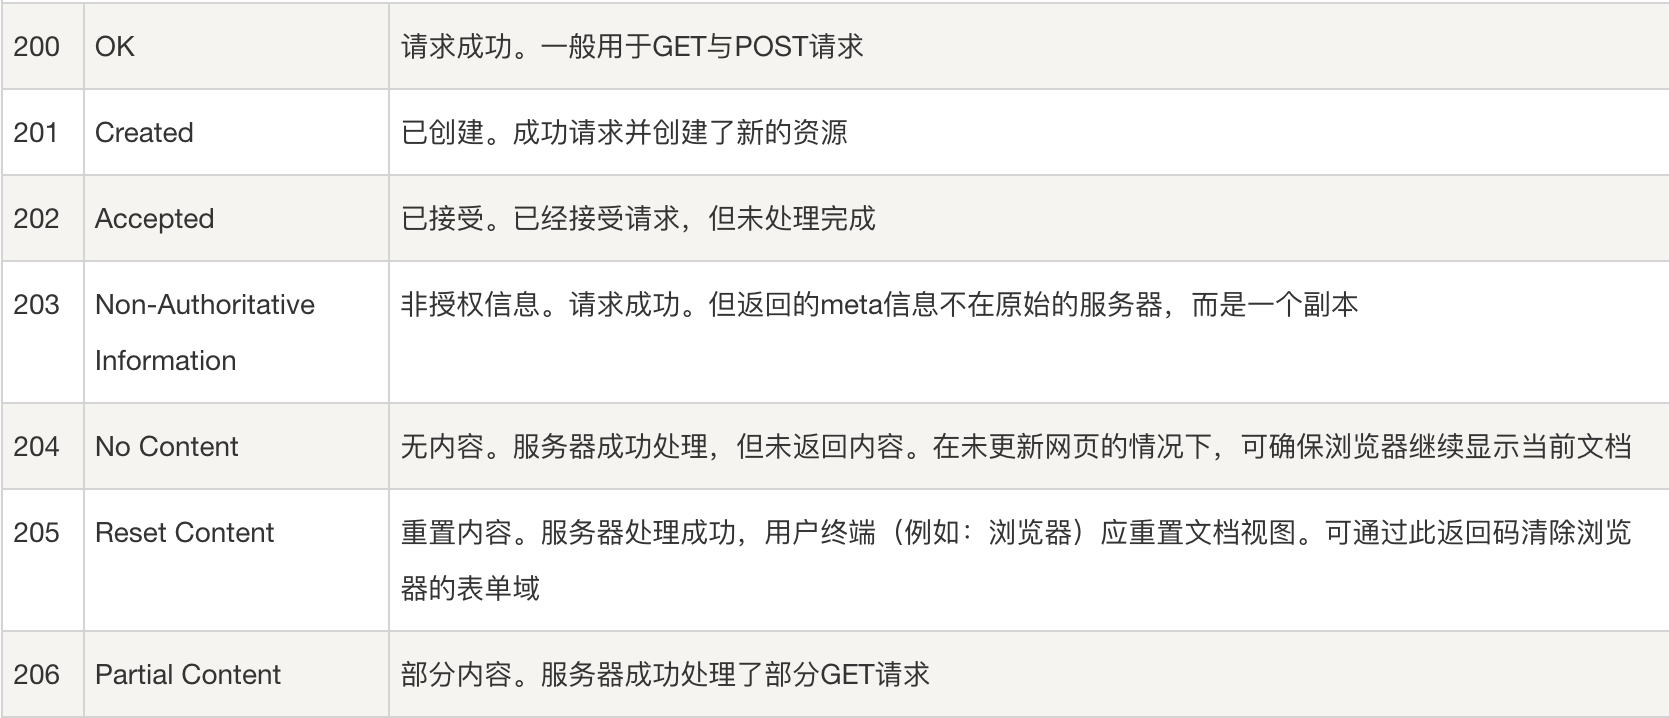 200 OK 请求成功。一般用于GET与POST请求
201 Created 已创建。成功请求并创建了新的资源
202 Accepted 已接受。已经接受请求，但未处理完成
203 Non-Authoritative 非授权信息。请求成功。但返回的meta信息不在原始的服务器，而是一个副本
Information
204 No Content 无内容。服务器成功处理，但未返回内容。在未更新网页的情况下，可确保浏览器继续显示当前文档
205 Reset Content 重置内容。服务器处理成功，用户终端（例如：浏览器）应重置文档视图。可通过此返回码清除浏览
器的表单域
206 Partial Content 部分内容。服务器成功处理了部分GET请求